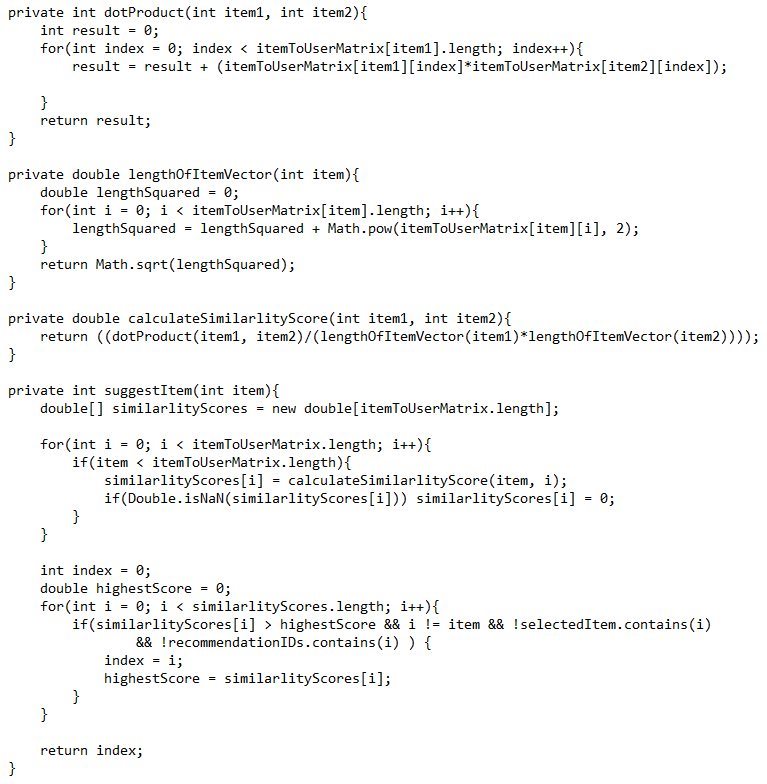 private int dotProduct(int item1, int item2){
    int result = 0;
    for(int index = 0; index < itemToUserMatrix[item1].length; index++){
        result = result + (itemToUserMatrix[item1][index]*itemToUserMatrix[item2][index]);

    }
    return result;
}

private double lengthOfItemVector(int item){
    double lengthSquared = 0;
    for(int i = 0; i < itemToUserMatrix[item].length; i++){
        lengthSquared = lengthSquared + Math.pow(itemToUserMatrix[item][i], 2);
    }
    return Math.sqrt(lengthSquared);
}

private double calculateSimilarlityScore(int item1, int item2){
    return ((dotProduct(item1, item2)/(lengthOfItemVector(item1)*lengthOfItemVector(item2))));
}

private int suggestItem(int item){
    double[] similarlityScores = new double[itemToUserMatrix.length];

    for(int i = 0; i < itemToUserMatrix.length; i++){
        if(item < itemToUserMatrix.length){
            similarlityScores[i] = calculateSimilarlityScore(item, i);
            if(Double.isNaN(similarlityScores[i])) similarlityScores[i] = 0;
        }
    }

    int index = 0;
    double highestScore = 0;
    for(int i = 0; i < similarlityScores.length; i++){
        if(similarlityScores[i] > highestScore && i != item && !selectedItem.contains(i)
                && !recommendationIDs.contains(i) ) {
            index = i;
            highestScore = similarlityScores[i];
        }
    }

    return index;
}